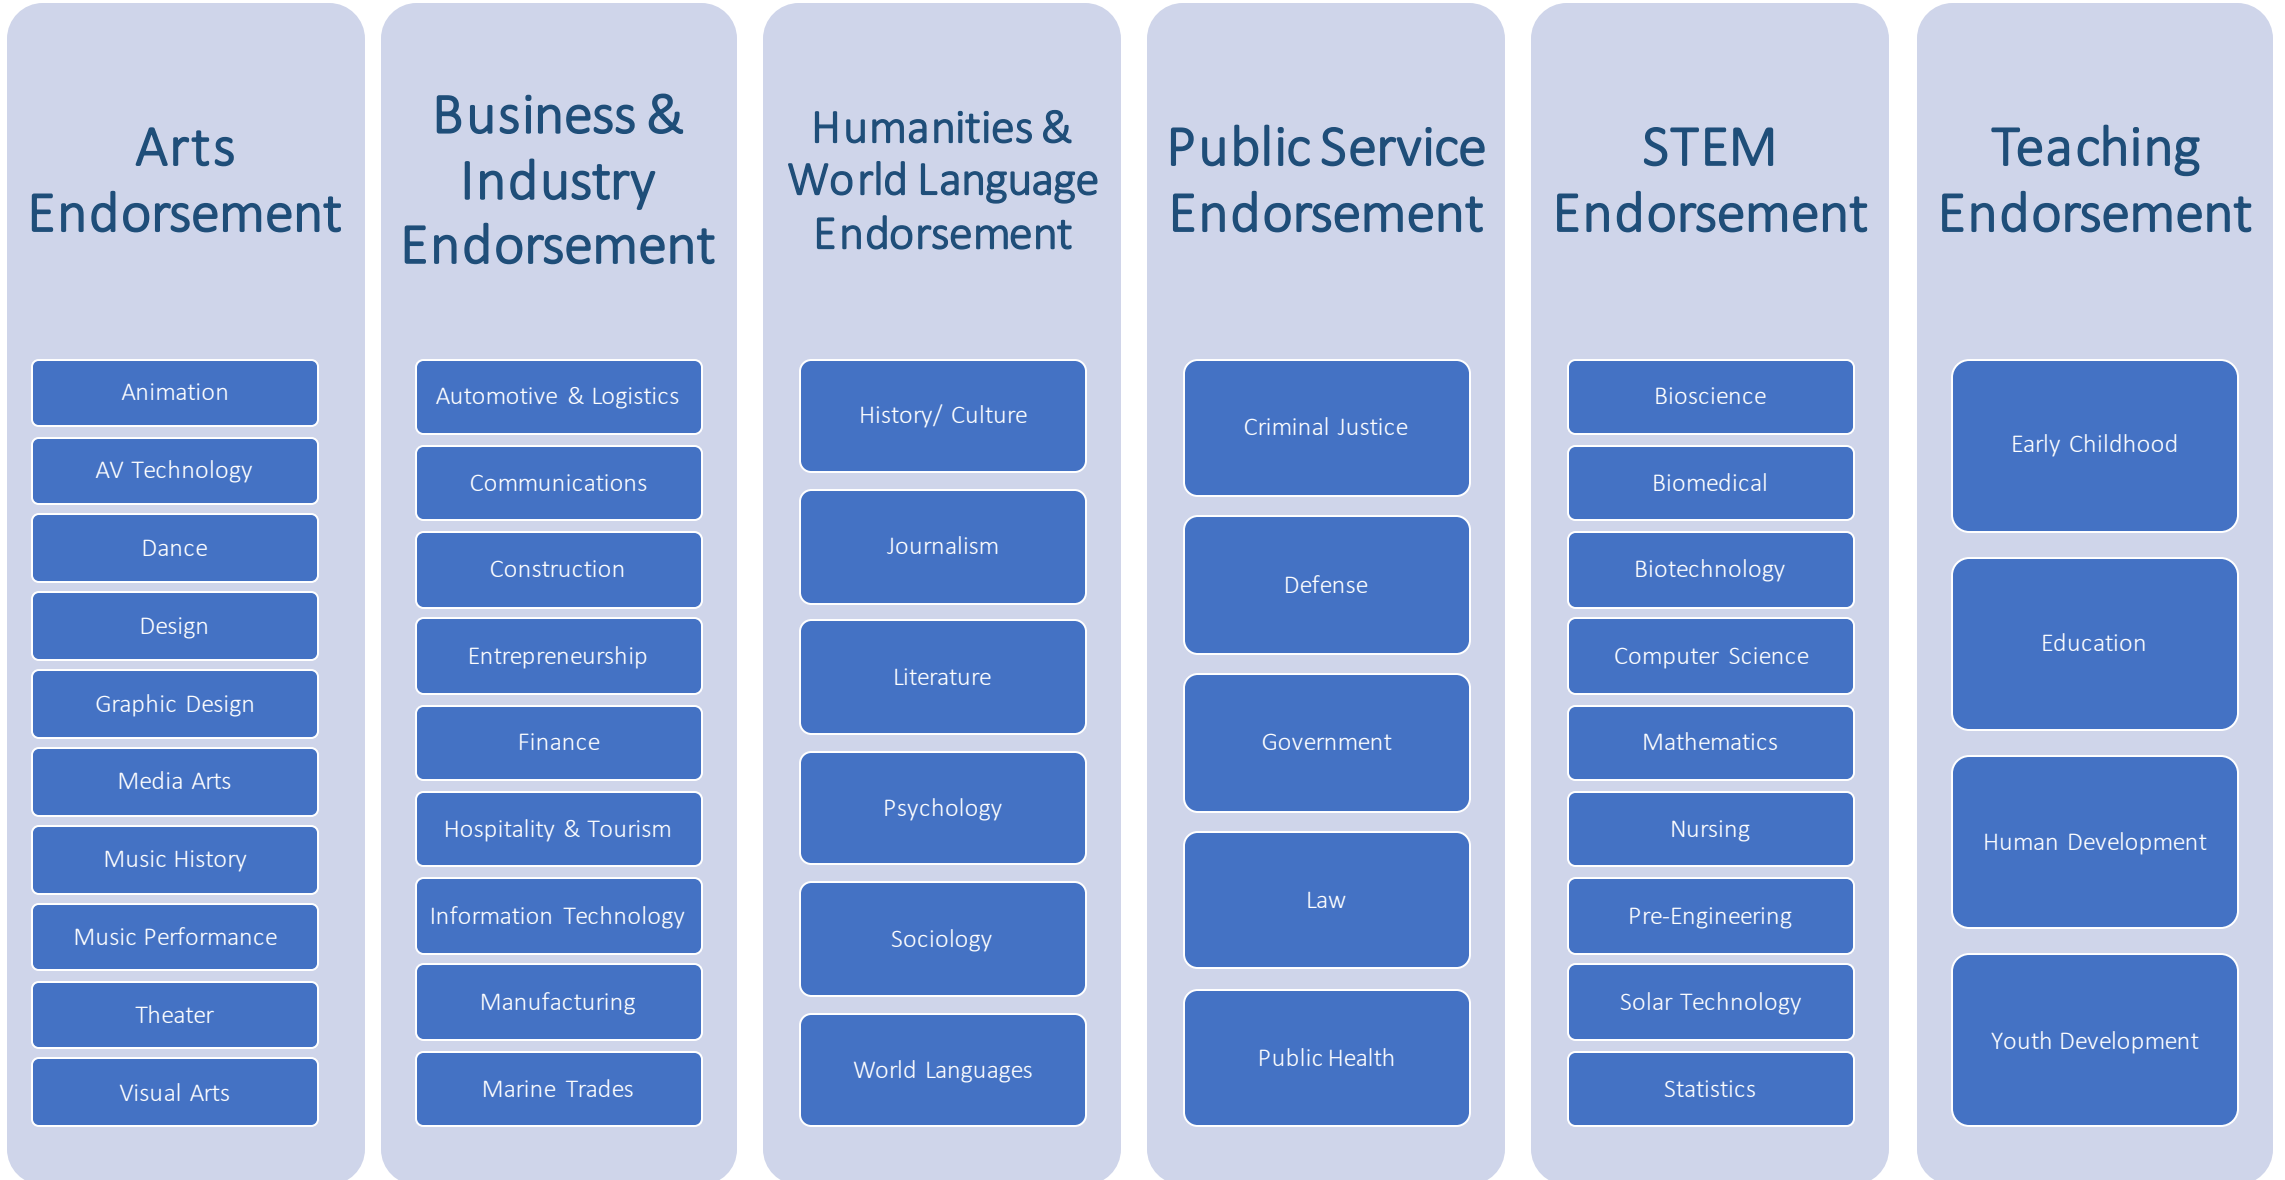 Arts
Endorsement
Animation
AV Technology
Dance
Design
Graphic Design
Media Arts
Music History
Music Performance
Theater
Visual Arts
Business &
Industry
Endorsement
Automotive & Logistics
Communications
Construction
Entrepreneurship
Finance
Hospitality & Tourism
Information Technology
Manufacturing
Marine Trades
Humanities &
World Language
Endorsement
History/ Culture
Journalism
Literature
Psychology
Sociology
World Languages
Public Service
Endorsement
Criminal Justice
Defense
Government
Law
Public Health
STEM
Endorsement
Bioscience
Biomedical
Biotechnology
Computer Science
Mathematics
Nursing
Pre-Engineering
Solar Technology
Statistics
Teaching
Endorsement
Early Childhood
Education
Human Development
Youth Development